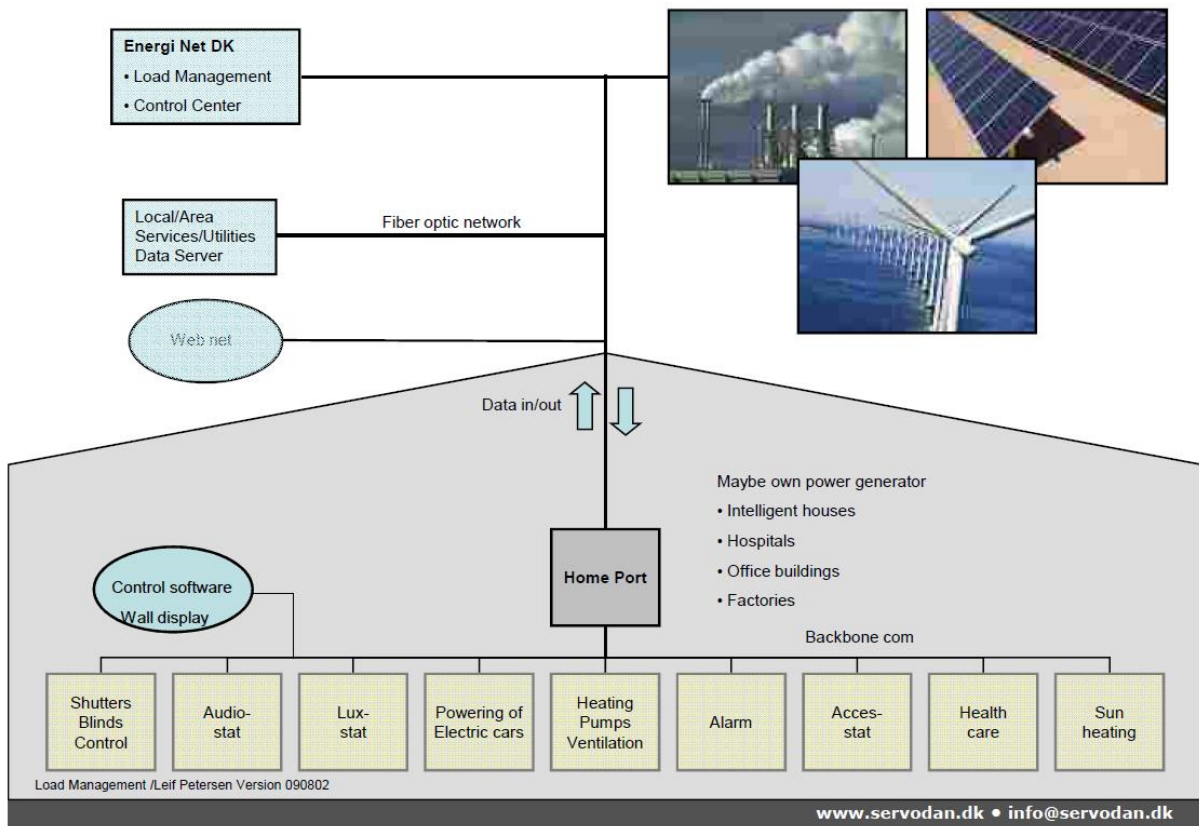 Energi Net DK
• Load Management
• Control Center
Local/Area
Services/Utilities
Data Server
Fiber optic network
Web net
Data in/out
Maybe own power generator
• Intelligent houses
• Hospitals
• Office buildings
• Factories
Home Port
Control software
Wall display
Backbone com
Shutters
Blinds
Control
Audio-
stat
Lux-
stat
Powering of
Electric cars
Heating
Pumps
Ventilation
Alarm
Acces-
stat
Health
care
Sun
heating
Load Management /Leif Petersen Version 090802
www.servodan.dk • info@servodan.dk